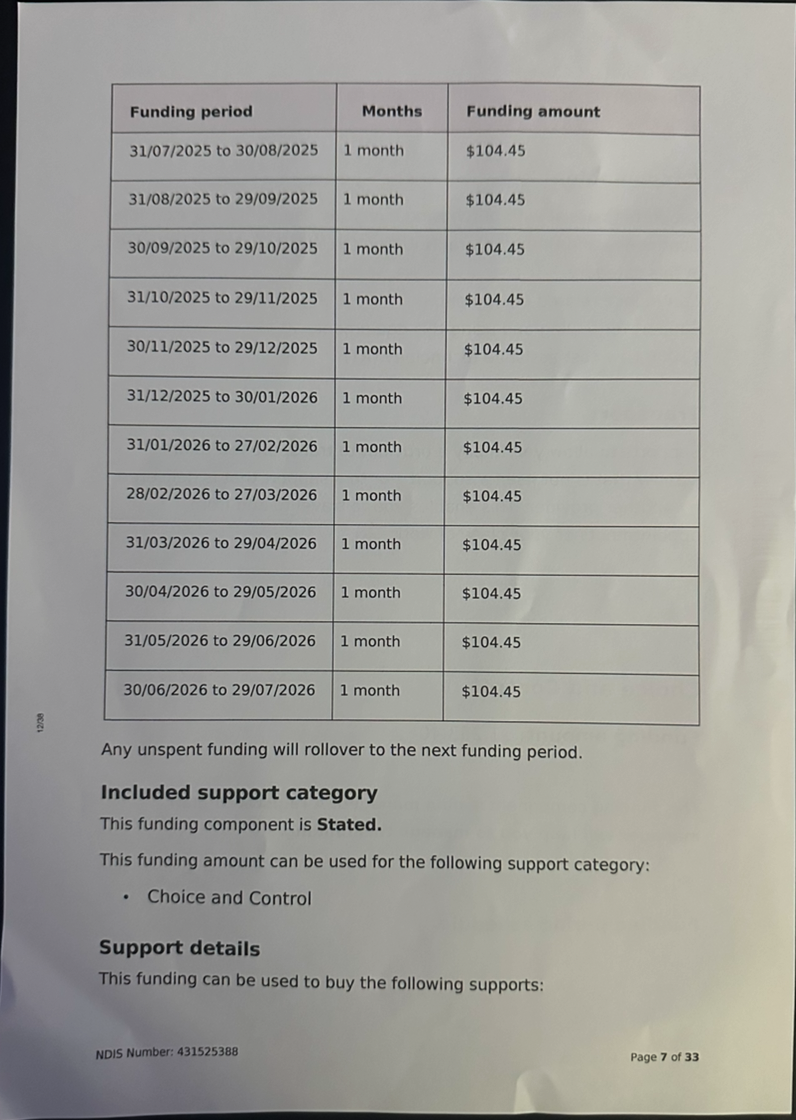 Funding period Months Funding amount
31/07/2025 to 30/08/2025 1 month $104.45
31/08/2025 to 29/09/2025 1 month $104.45
30/09/2025 to 29/10/2025 1 month $104.45
31/10/2025 to 29/11/2025 1 month $104.45
30/11/2025 to 29/12/2025 1 month $104.45
31/12/2025 to 30/01/2026 1 month $104.45
31/01/2026 to 27/02/2026 1 month $104.45
28/02/2026 to 27/03/2026 1 month $104.45
31/03/2026 to 29/04/2026 1 month $104.45
30/04/2026 to 29/05/2026 1 month $104.45
31/05/2026 to 29/06/2026 1 month $104.45
30/06/2026 to 29/07/2026 1 month $104.45
12/38
Any unspent funding will rollover to the next funding period.
Included support category
This funding component is Stated.
This funding amount can be used for the following support category:
• Choice and Control
Support details
This funding can be used to buy the following supports:
NDIS Number: 431525388 Page 7 of 33